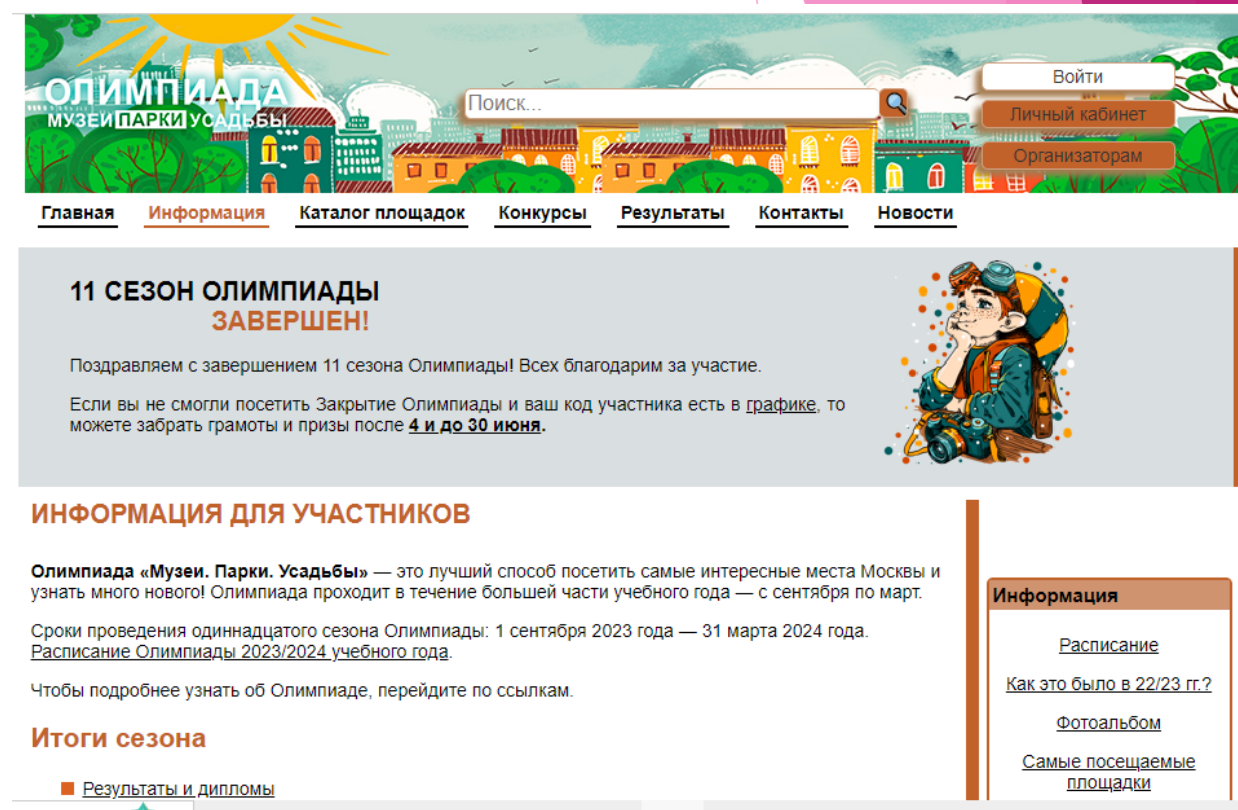 ОЛИМПИАДА
МУЗЕИ ПАРКИ УСАДЬБЫ
Поиск...
Войти
Личный кабинет
Организаторам
Главная Информация Каталог площадок Конкурсы Результаты Контакты Новости
11 СЕЗОН ОЛИМПИАДЫ
ЗАВЕРШЕН!
Поздравляем с завершением 11 сезона Олимпиады! Всех благодарим за участие.
Если вы не смогли посетить Закрытие Олимпиады и ваш код участника есть в графике, то
можете забрать грамоты и призы после 4 и до 30 июня.
ИНФОРМАЦИЯ ДЛЯ УЧАСТНИКОВ
Олимпиада «Музеи. Парки. Усадьбы» — это лучший способ посетить самые интересные места Москвы и
узнать много нового! Олимпиада проходит в течение большей части учебного года — с сентября по март.
Сроки проведения одиннадцатого сезона Олимпиады: 1 сентября 2023 года — 31 марта 2024 года.
Расписание Олимпиады 2023/2024 учебного года.
Чтобы подробнее узнать об Олимпиаде, перейдите по ссылкам.
Итоги сезона
Результаты и дипломы
Информация
Расписание
Как это было в 22/23 гг.?
Фотоальбом
Самые посещаемые
площадки